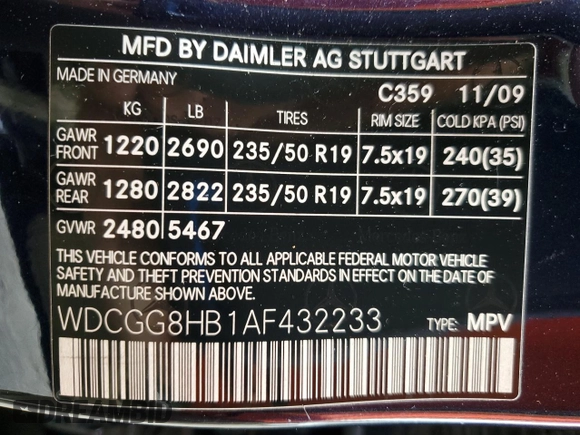 MFD BY DAIMLER AG STUTTGART
MADE IN GERMANY C359 11/09
KG LB TIRES RIM SIZE COLD KPA (PSI)
GAWR FRONT 1220 2690 235/50 R19 7.5x19 240(35)
GAWR REAR 1280 2822 235/50 R19 7.5x19 270(39)
GVWR 2480 5467
THIS VEHICLE CONFORMS TO ALL APPLICABLE FEDERAL MOTOR VEHICLE
SAFETY AND THEFT PREVENTION STANDARDS IN EFFECT ON THE DATE OF
MANUFACTURE SHOWN ABOVE.
WDCGG8HB1AF432233 TYPE: MPV
DREAMBID